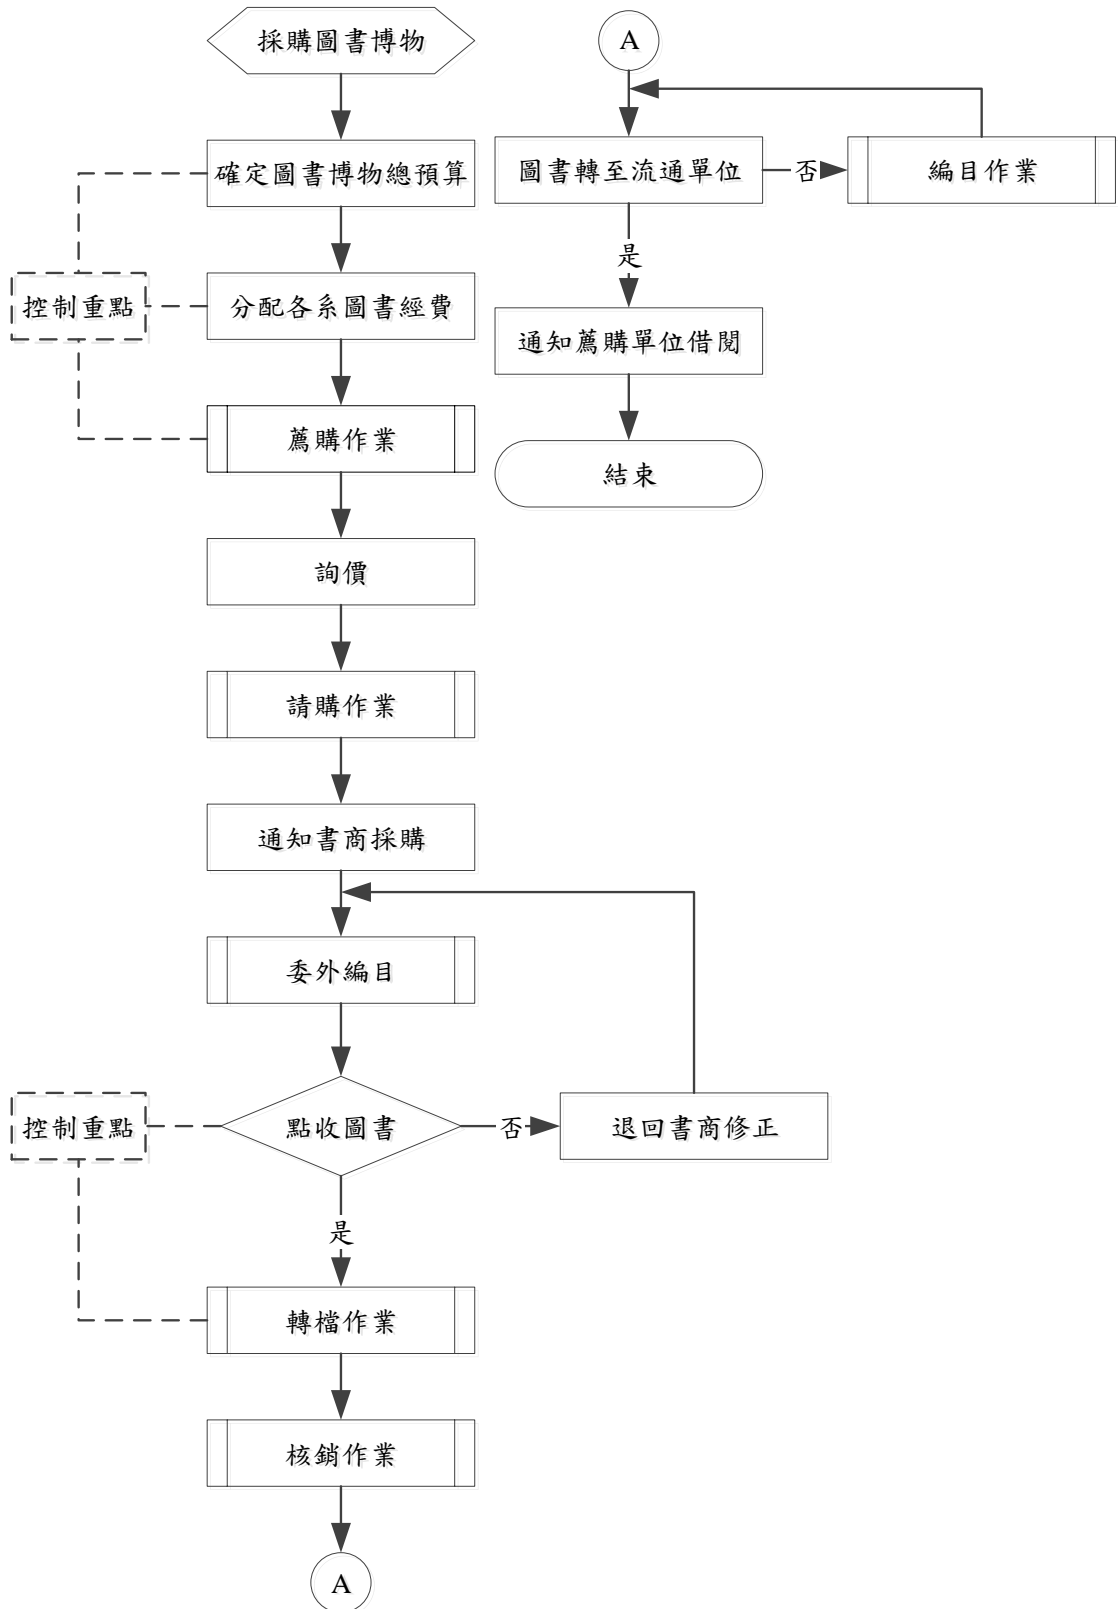 採購圖書博物
確定圖書博物總預算
控制重點
分配各系圖書經費
薦購作業
詢價
請購作業
通知書商採購
委外編目
控制重點
點收圖書
否
退回書商修正
是
轉檔作業
核銷作業
A
A
圖書轉至流通單位
否
編目作業
是
通知薦購單位借閱
結束